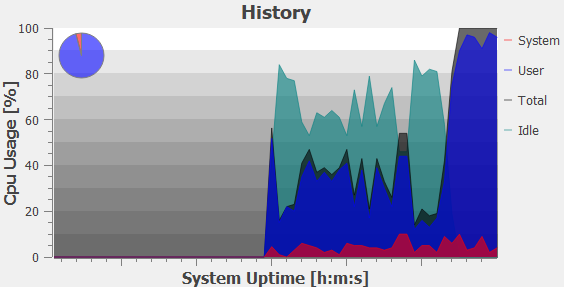 History
100
80
60
40
20
0
Cpu Usage [%]
System Uptime [h:m:s]
System
User
Total
Idle